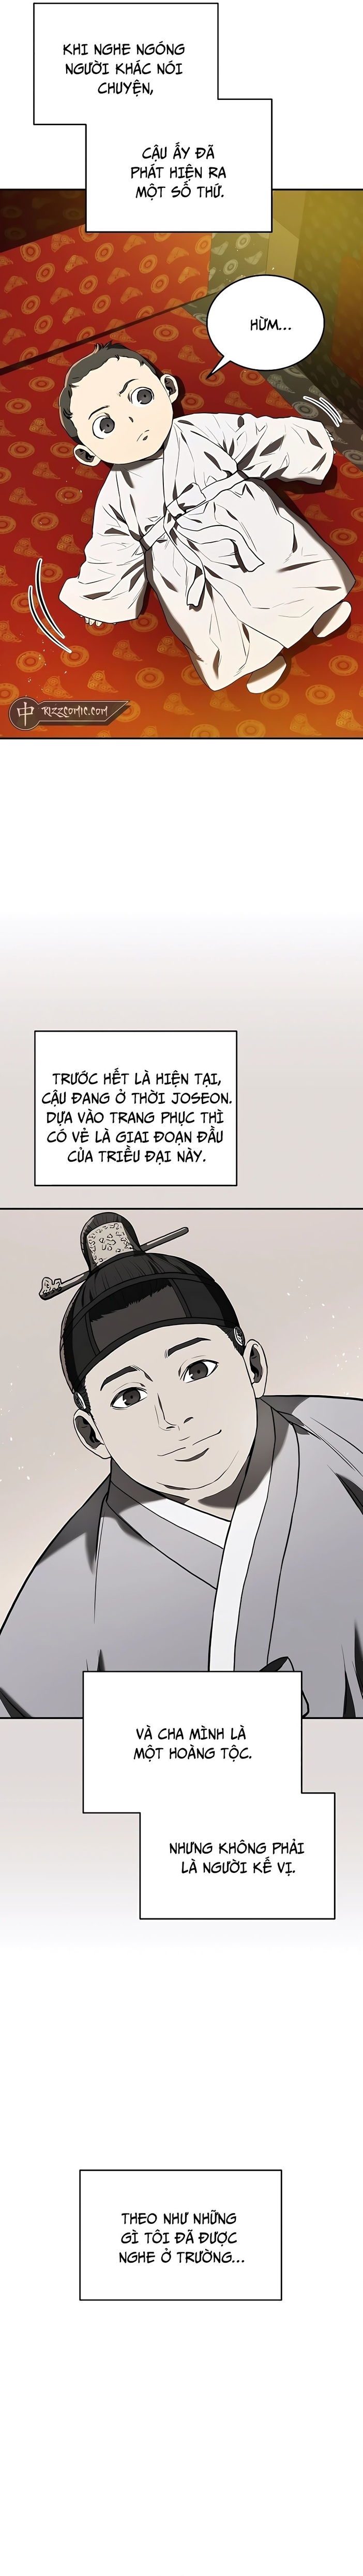 KHI NGHE NGÓNG
NGƯỜI KHÁC NÓI
CHUYỆN,
CẬU ẤY ĐÃ
PHÁT HIỆN RA
MỘT SỐ THỨ.
HỪM...
中 RIZZCOMIC.COM
TRƯỚC HẾT LÀ HIỆN TẠI,
CẬU ĐANG Ở THỜI JOSEON.
DỰA VÀO TRANG PHỤC THÌ
CÓ VẺ LÀ GIAI ĐOẠN ĐẦU
CỦA TRIỀU ĐẠI NÀY.
VÀ CHA MÌNH LÀ
MỘT HOÀNG TỘC.
NHƯNG KHÔNG PHẢI
LÀ NGƯỜI KẾ VỊ.
THEO NHƯ NHỮNG
GÌ TÔI ĐÃ ĐƯỢC
NGHE Ở TRƯỜNG...